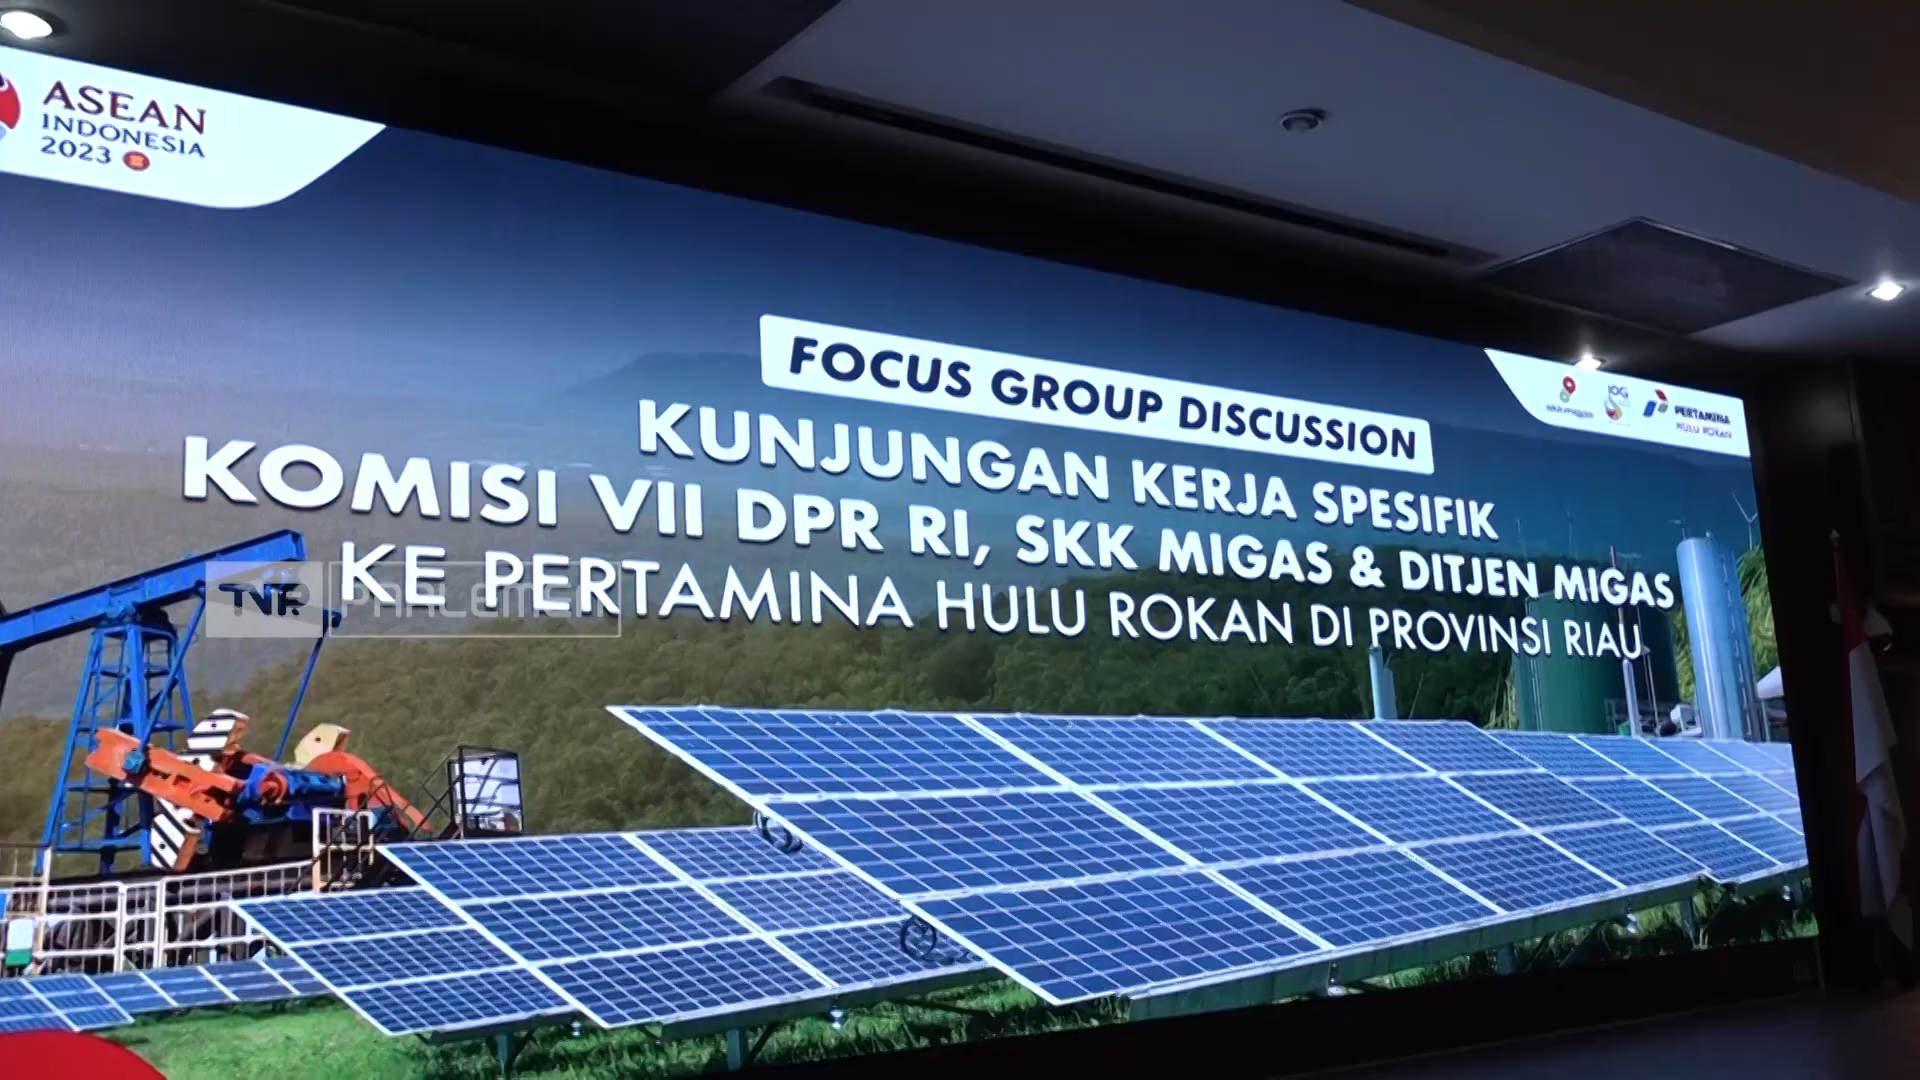 ASEAN
INDONESIA
2023
FOCUS GROUP DISCUSSION
KUNJUNGAN KERJA SPESIFIK
KOMISI VII DPR RI, SKK MIGAS & DITJEN MIGAS
KE PERTAMINA HULU ROKAN DI PROVINSI RIAU
PERTAMINA
HULU ROKAN
TVR PARLEMEN